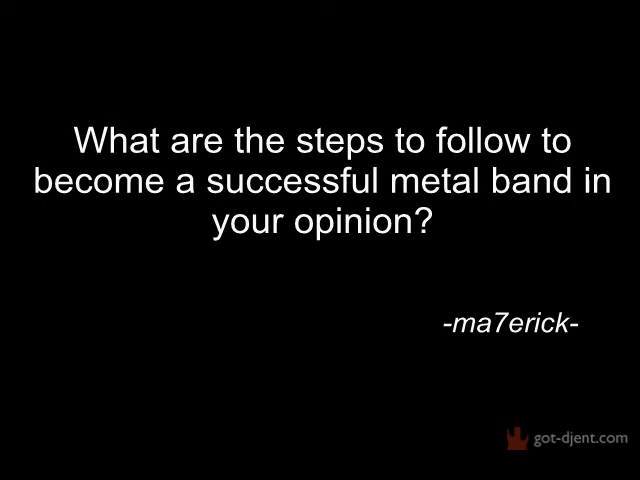 What are the steps to follow to
become a successful metal band in
your opinion?
-ma7erick-
got-djent.com